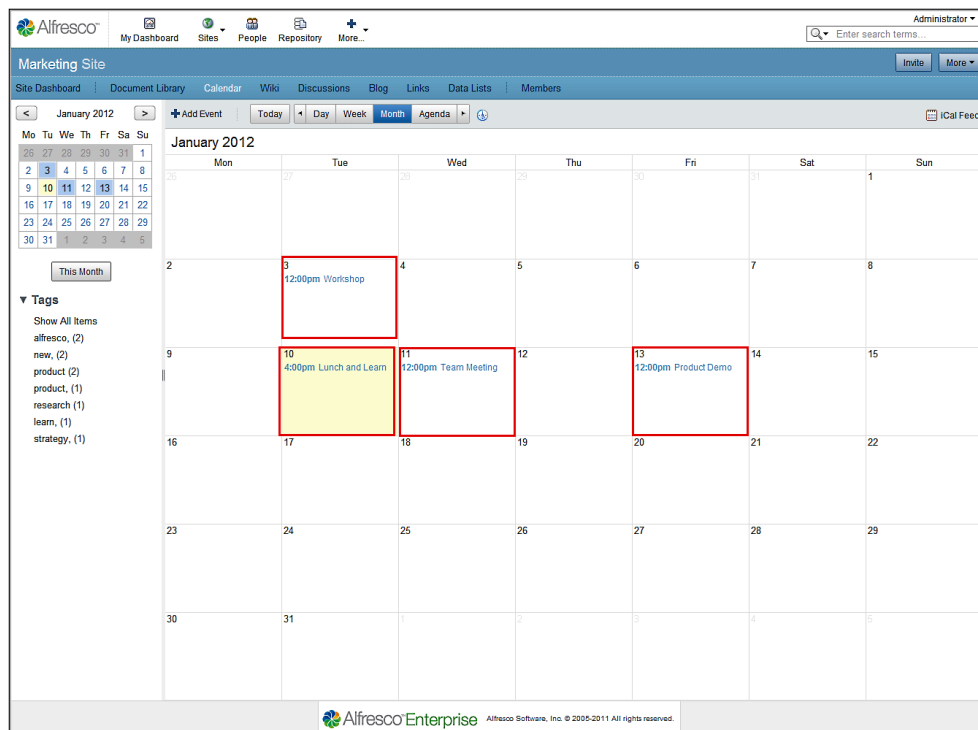 Alfresco™ My Dashboard Sites People Repository More... Administrator
Enter search terms...
Marketing Site Invite More
Site Dashboard Document Library Calendar Wiki Discussions Blog Links Data Lists Members
< January 2012 > Add Event Today Day Week Month Agenda iCal Feed
Mo Tu We Th Fr Sa Su
26 27 28 29 30 31 1
2 3 4 5 6 7 8
9 10 11 12 13 14 15
16 17 18 19 20 21 22
23 24 25 26 27 28 29
30 31 1 2 3 4 5
This Month
Tags
Show All Items
alfresco, (2)
new, (2)
product (2)
product, (1)
research (1)
learn, (1)
strategy, (1)
January 2012
Mon Tue Wed Thu Fri Sat Sun
26 27 28 29 30 31 1
2 3 4 5 6 7 8
12:00pm Workshop
9 10 11 12 13 14 15
4:00pm Lunch and Learn 12:00pm Team Meeting 12:00pm Product Demo
16 17 18 19 20 21 22
23 24 25 26 27 28 29
30 31 1 2 3 4 5
Alfresco™ Enterprise Alfresco Software, Inc. © 2005-2011 All rights reserved.